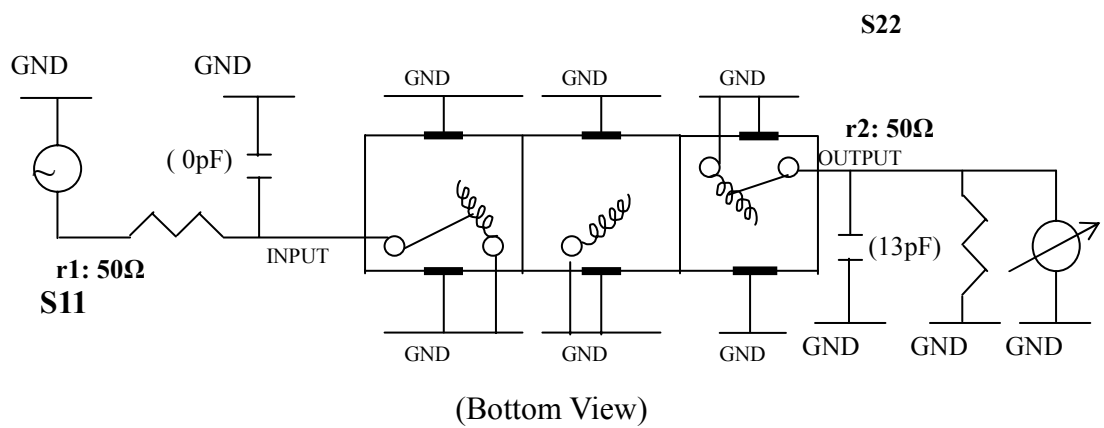 S22
GND
GND
GND
GND
GND
r2: 50Ω
( 0pF)
OUTPUT
INPUT
(13pF)
r1: 50Ω
S11
GND
GND
GND
GND
GND
GND
(Bottom View)